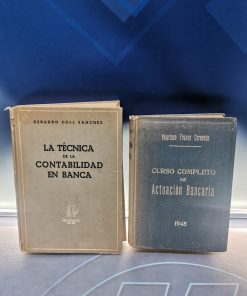 GERARDO COLL SÁNCHEZ
LA TÉCNICA
DE LA
CONTABILIDAD
EN BANCA
CURSO COMPLETO
DE
Actuación Bancaria
1945